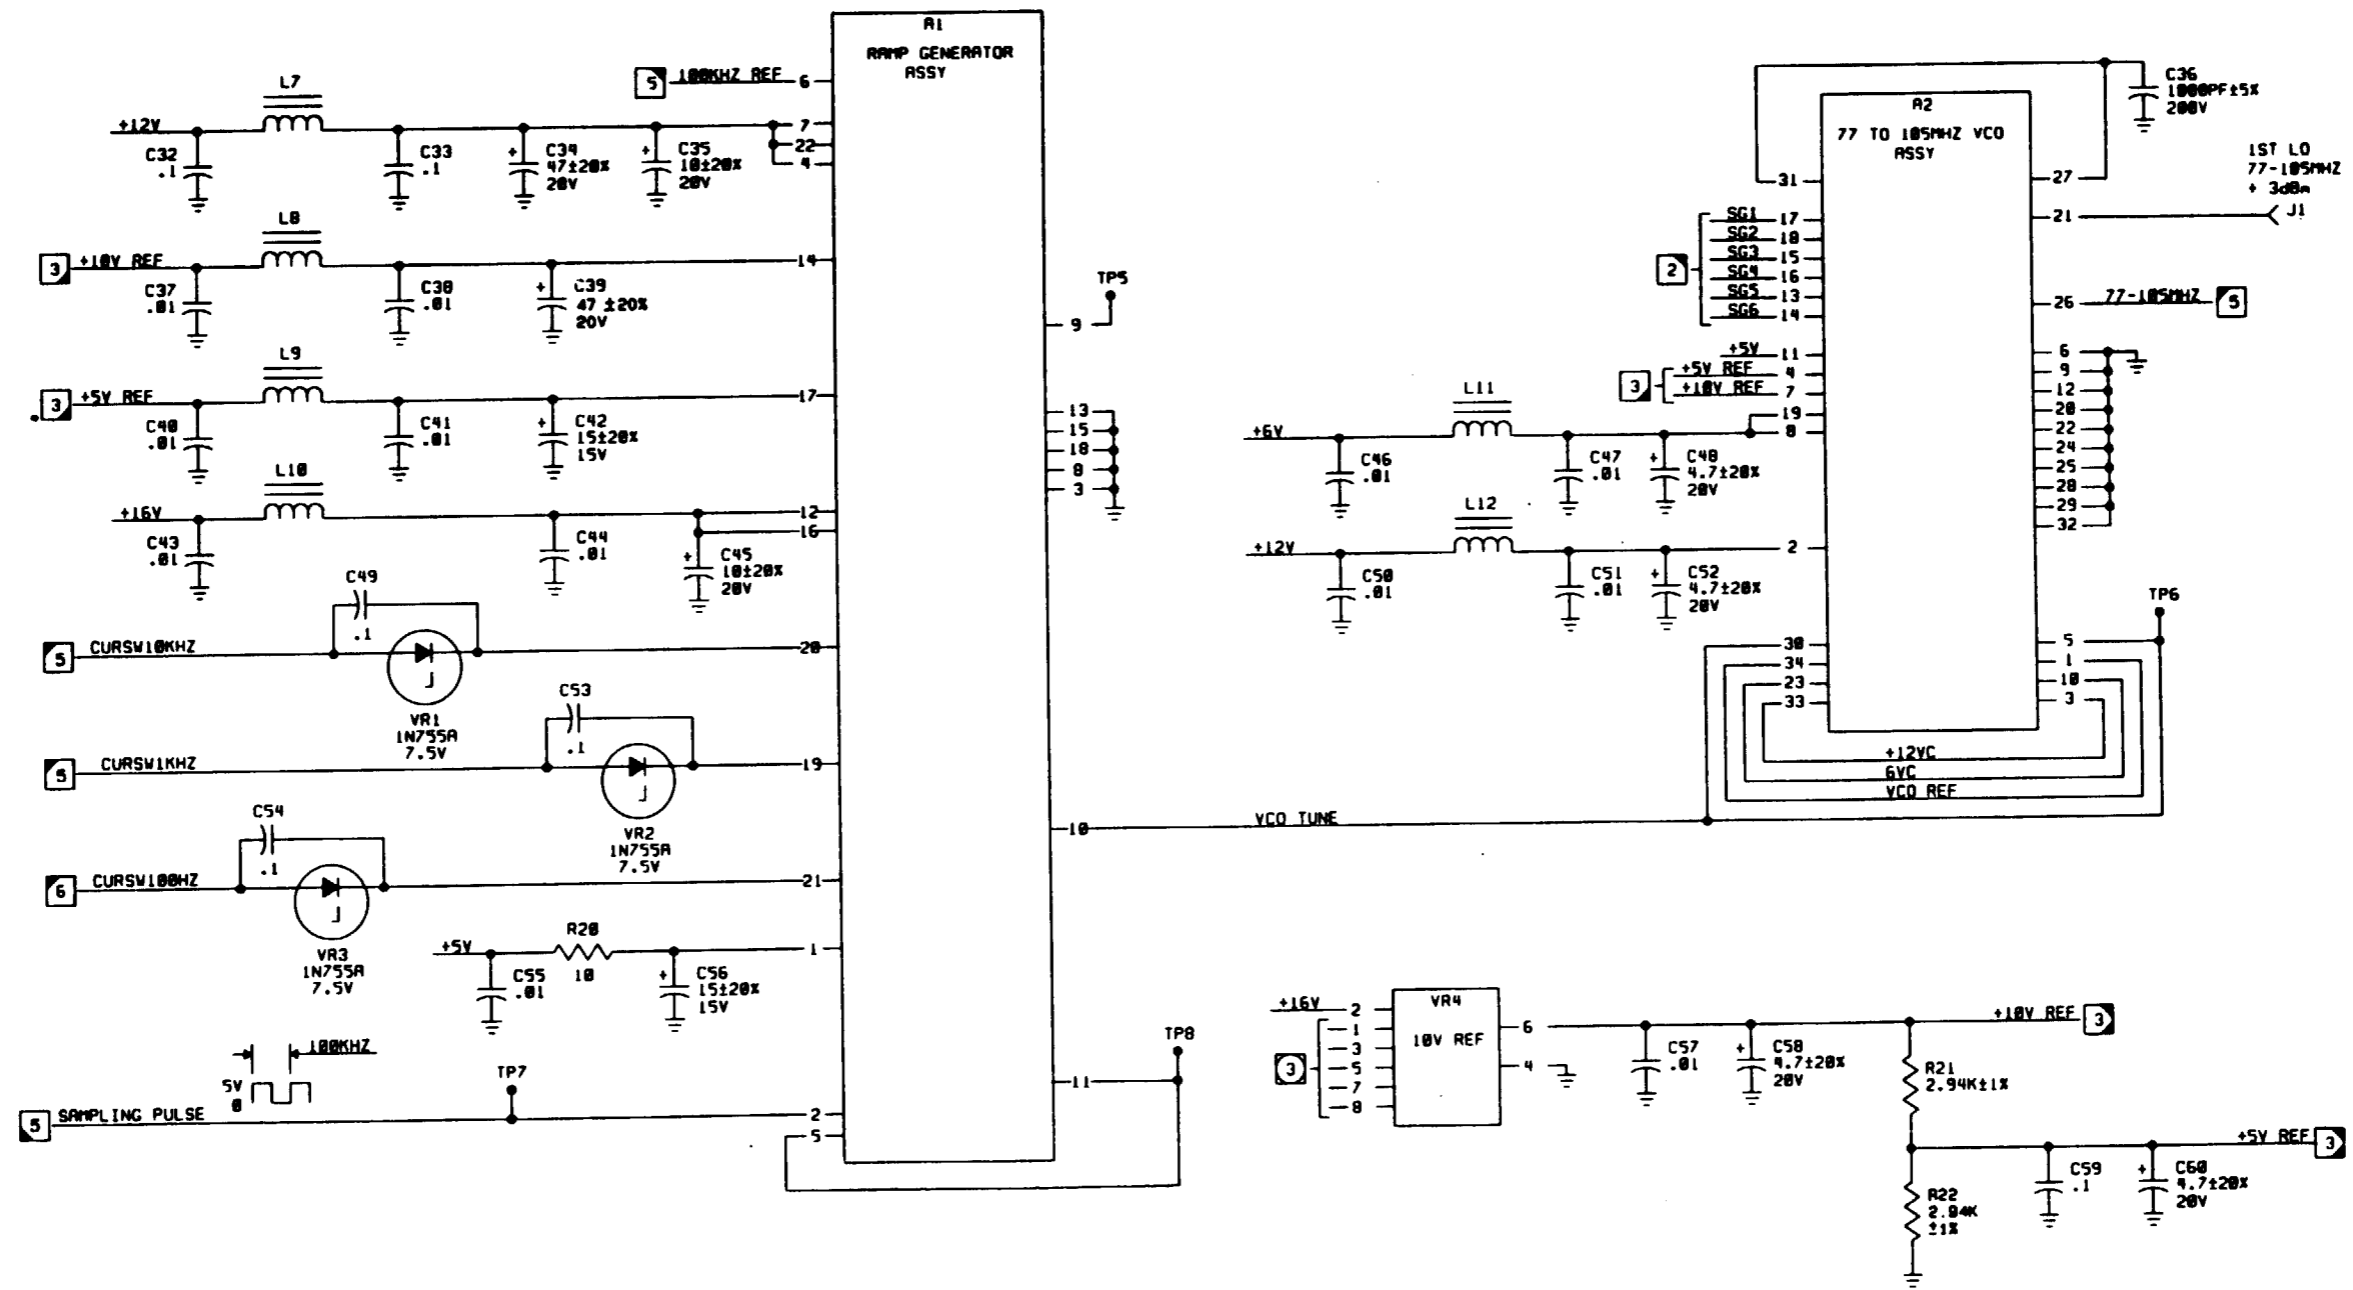 A1
RAMP GENERATOR
ASSY
5 100KHZ REF 6
L7
+12V
C32
.1
C33
.1
C34
47±20%
20V
C35
10±20%
20V
7
22
4
L8
3 +10V REF
C37
.01
C38
.01
C39
47 ±20%
20V
14
L9
3 +5V REF
C40
.01
C41
.01
C42
15±20%
15V
17
L10
+16V
C43
.01
C44
.01
C45
10±20%
20V
12
16
C49
.1
5 CURSW10KHZ
20
VR1
1N755A
7.5V
C53
.1
5 CURSW1KHZ
19
VR2
1N755A
7.5V
C54
.1
6 CURSW100HZ
21
VR3
1N755A
7.5V
+5V
R20
10
C55
.01
C56
15±20%
15V
1
100KHZ
5V
0
TP7
5 SAMPLING PULSE
2
5
TP5
9
13
15
18
8
3
10
VCO TUNE
TP8
11
A2
77 TO 105MHZ VCO
ASSY
C36
1000PF±5%
200V
1ST LO
77-105MHZ
+ 3dBm
J1
31
27
21
2
SG1 17
SG2 18
SG3 15
SG4 16
SG5 13
SG6 14
26 77-105MHZ 5
+5V 11
3
+5V REF 4
+10V REF 7
19
8
L11
+6V
C46
.01
C47
.01
C48
4.7±20%
20V
L12
+12V
C50
.01
C51
.01
C52
4.7±20%
20V
2
6
9
12
20
22
24
25
28
29
32
TP6
30
34
23
33
5
1
10
3
+12VC
6VC
VCO REF
VR4
10V REF
+16V 2
3
1
3
5
7
8
6
4
C57
.01
C58
4.7±20%
20V
+10V REF 3
R21
2.94K±1%
+5V REF 3
C59
.1
C60
4.7±20%
20V
R22
2.94K
±1%